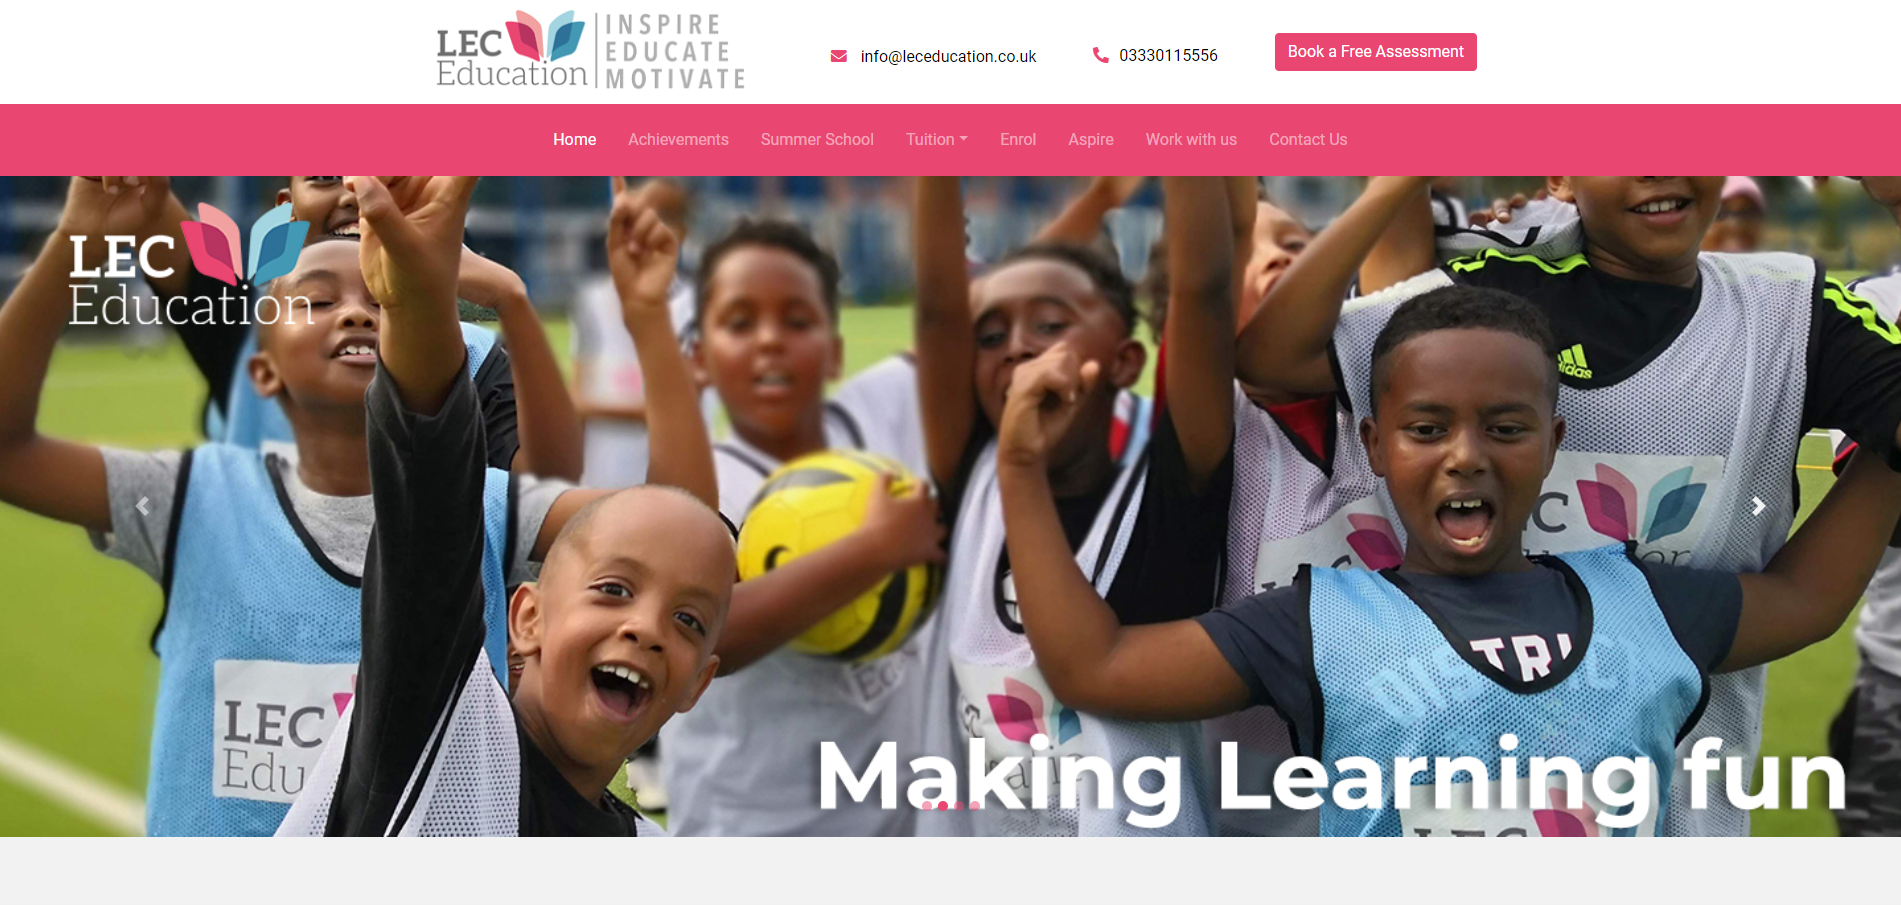 LEC
Education
INSPIRE
EDUCATE
MOTIVATE
info@leceducation.co.uk
03330115556
Book a Free Assessment
Home
Achievements
Summer School
Tuition
Enrol
Aspire
Work with us
Contact Us
LEC
Education
adidas
LEC
Edu
Making Learning fun